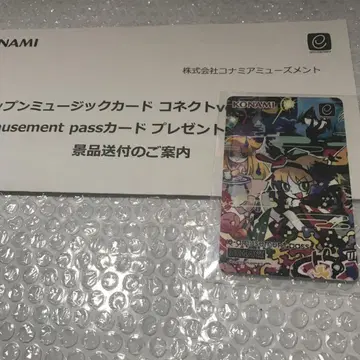 KONAMI
株式会社コナミアミューズメント
ップンミュージックカード コネクトv
musement passカード プレゼント
景品送付のご案内
KONAMI